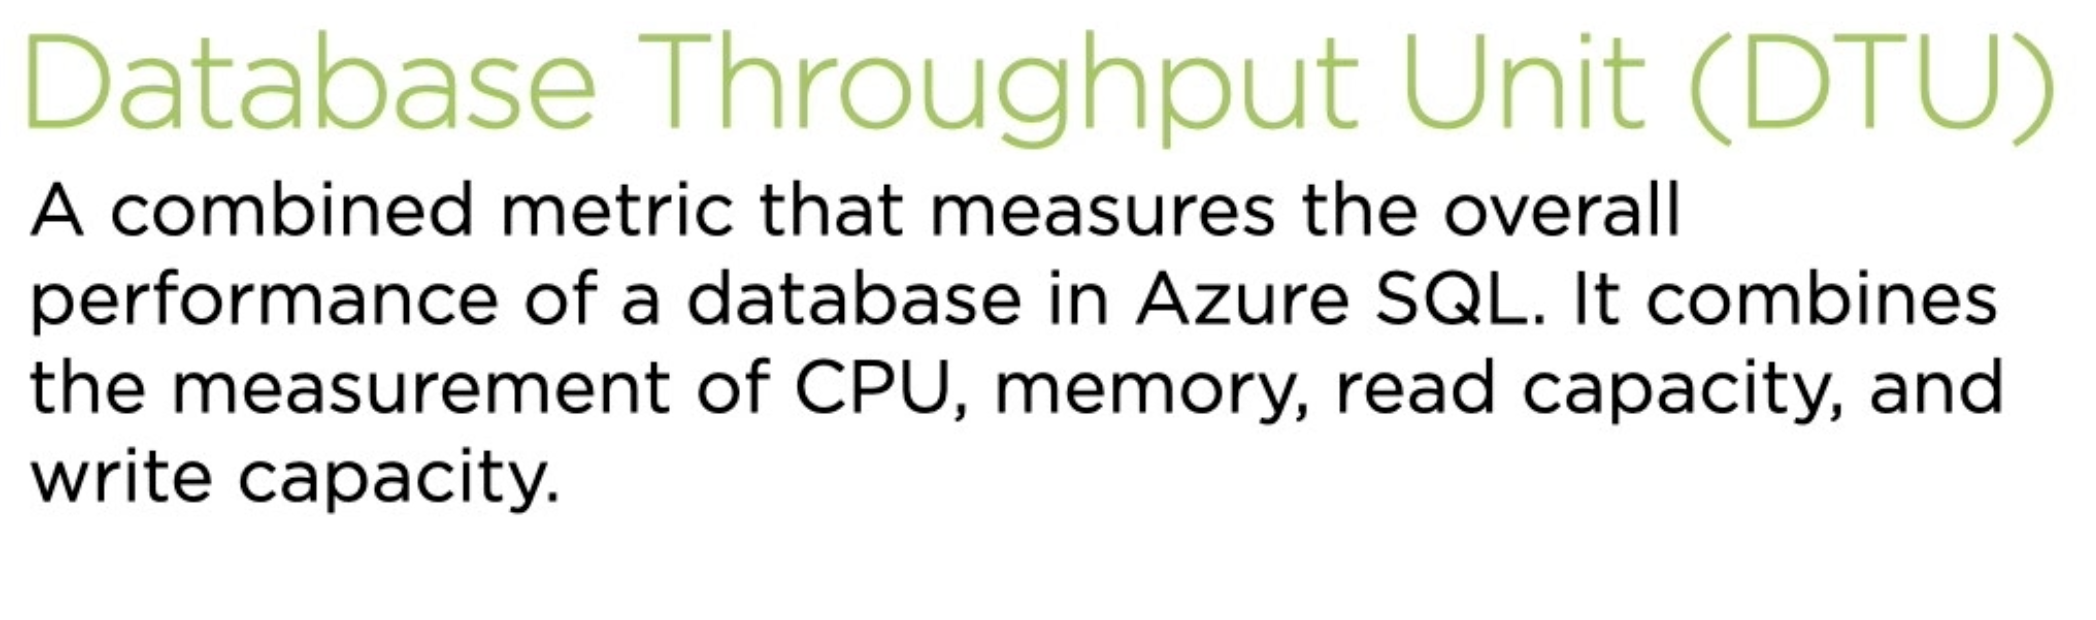 Database Throughput Unit (DTU)
A combined metric that measures the overall
performance of a database in Azure SQL. It combines
the measurement of CPU, memory, read capacity, and
write capacity.